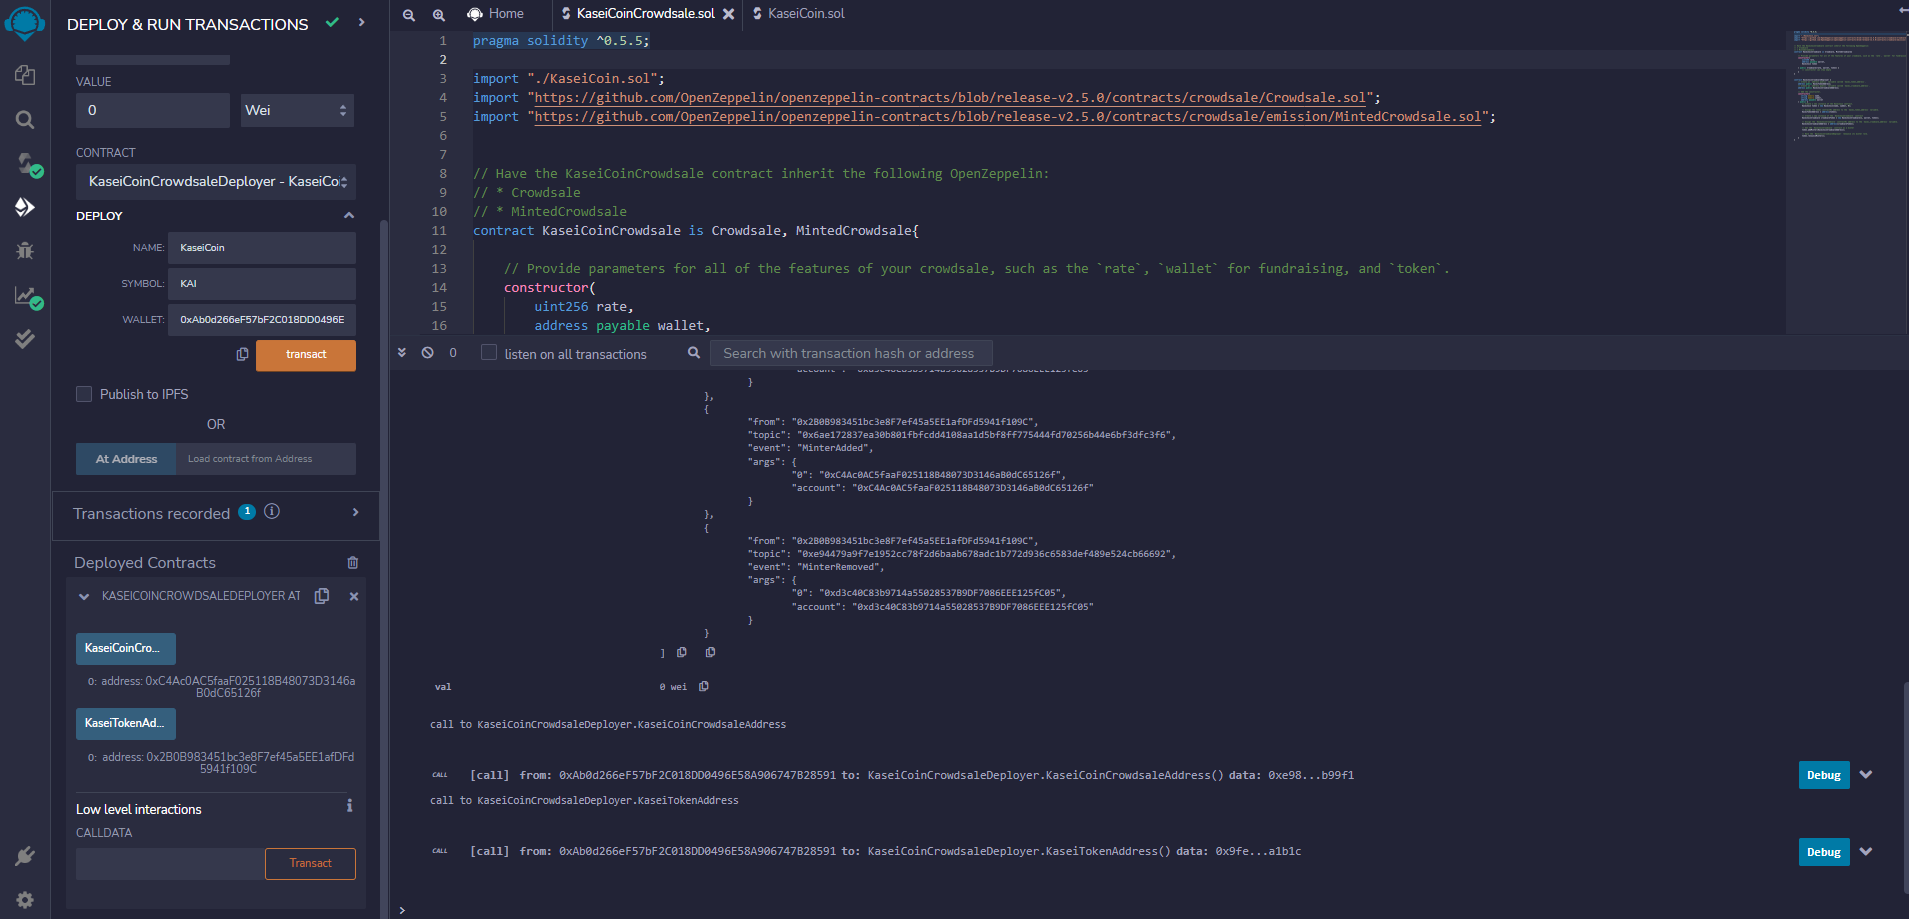 DEPLOY & RUN TRANSACTIONS
VALUE
0
Wei
CONTRACT
KaseiCoinCrowdsaleDeployer - KaseiCo
DEPLOY
NAME:
KaseiCoin
SYMBOL:
KAI
WALLET:
0xAb0d266eF57bF2C018DD0496E
transact
Publish to IPFS
OR
At Address
Load contract from Address
Transactions recorded 1 i
Deployed Contracts
KASEICOINCROWDSALEDEPLOYER AT
KaseiCoinCro...
0: address: 0xC4Ac0AC5faaF025118B48073D3146a
B0dC65126f
KaseiTokenAd...
0: address: 0x2B0B983451bc3e8F7ef45a5EE1afDFd
5941f109C
Low level interactions
i
CALLDATA
Transact
Home
KaseiCoinCrowdsale.sol
KaseiCoin.sol
1 pragma solidity ^0.5.5;
2
3 import "./KaseiCoin.sol";
4 import "https://github.com/OpenZeppelin/openzeppelin-contracts/blob/release-v2.5.0/contracts/crowdsale/Crowdsale.sol";
5 import "https://github.com/OpenZeppelin/openzeppelin-contracts/blob/release-v2.5.0/contracts/crowdsale/emission/MintedCrowdsale.sol";
6
7
8 // Have the KaseiCoinCrowdsale contract inherit the following OpenZeppelin:
9 // * Crowdsale
10 // * MintedCrowdsale
11 contract KaseiCoinCrowdsale is Crowdsale, MintedCrowdsale{
12
13 // Provide parameters for all of the features of your crowdsale, such as the `rate`, `wallet` for fundraising, and `token`.
14 constructor(
15 uint256 rate,
16 address payable wallet,
0
listen on all transactions
Search with transaction hash or address
}
},
{
"from": "0x2B0B983451bc3e8F7ef45a5EE1afDFd5941f109C",
"topic": "0x6ae172837ea30b801fbfcdd4108aa1d5bf8ff775444fd70256b44e6bf3dfc3f6",
"event": "MinterAdded",
"args": {
"0": "0xC4Ac0AC5faaF025118B48073D3146aB0dC65126f",
"account": "0xC4Ac0AC5faaF025118B48073D3146aB0dC65126f"
}
},
{
"from": "0x2B0B983451bc3e8F7ef45a5EE1afDFd5941f109C",
"topic": "0xe94479a9f7e1952cc78f2d6baab678adc1b772d936c6583def489e524cb66692",
"event": "MinterRemoved",
"args": {
"0": "0xd3c40C83b9714a55028537B9DF7086EEE125fC05",
"account": "0xd3c40C83b9714a55028537B9DF7086EEE125fC05"
}
}
]
val
0 wei
call to KaseiCoinCrowdsaleDeployer.KaseiCoinCrowdsaleAddress
CALL [call] from: 0xAb0d266eF57bF2C018DD0496E58A906747B28591 to: KaseiCoinCrowdsaleDeployer.KaseiCoinCrowdsaleAddress() data: 0xe98...b99f1
Debug
call to KaseiCoinCrowdsaleDeployer.KaseiTokenAddress
CALL [call] from: 0xAb0d266eF57bF2C018DD0496E58A906747B28591 to: KaseiCoinCrowdsaleDeployer.KaseiTokenAddress() data: 0x9fe...a1b1c
Debug
>